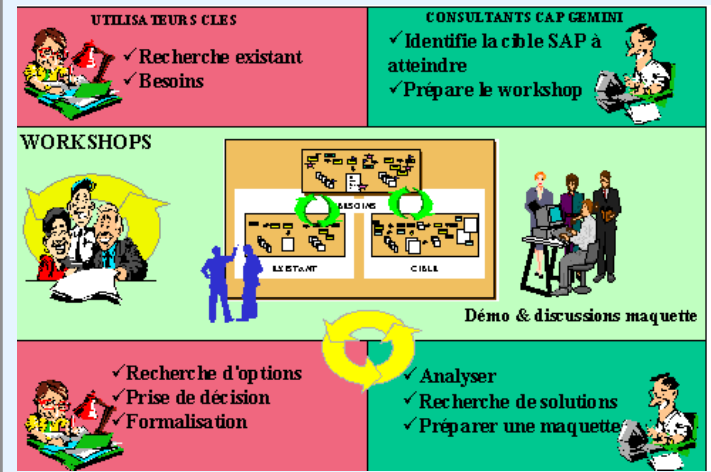 UTILISATEURS CLES
✓Recherche existant
✓Besoins
CONSULTANTS CAP GEMINI
✓Identifie la cible SAP à
atteindre
✓Prépare le workshop
WORKSHOPS
BESOINS
EXISTANT
CIBLE
Démo & discussions maquette
✓Recherche d'options
✓Prise de décision
✓Formalisation
✓Analyser
✓Recherche de solutions
✓Préparer une maquette